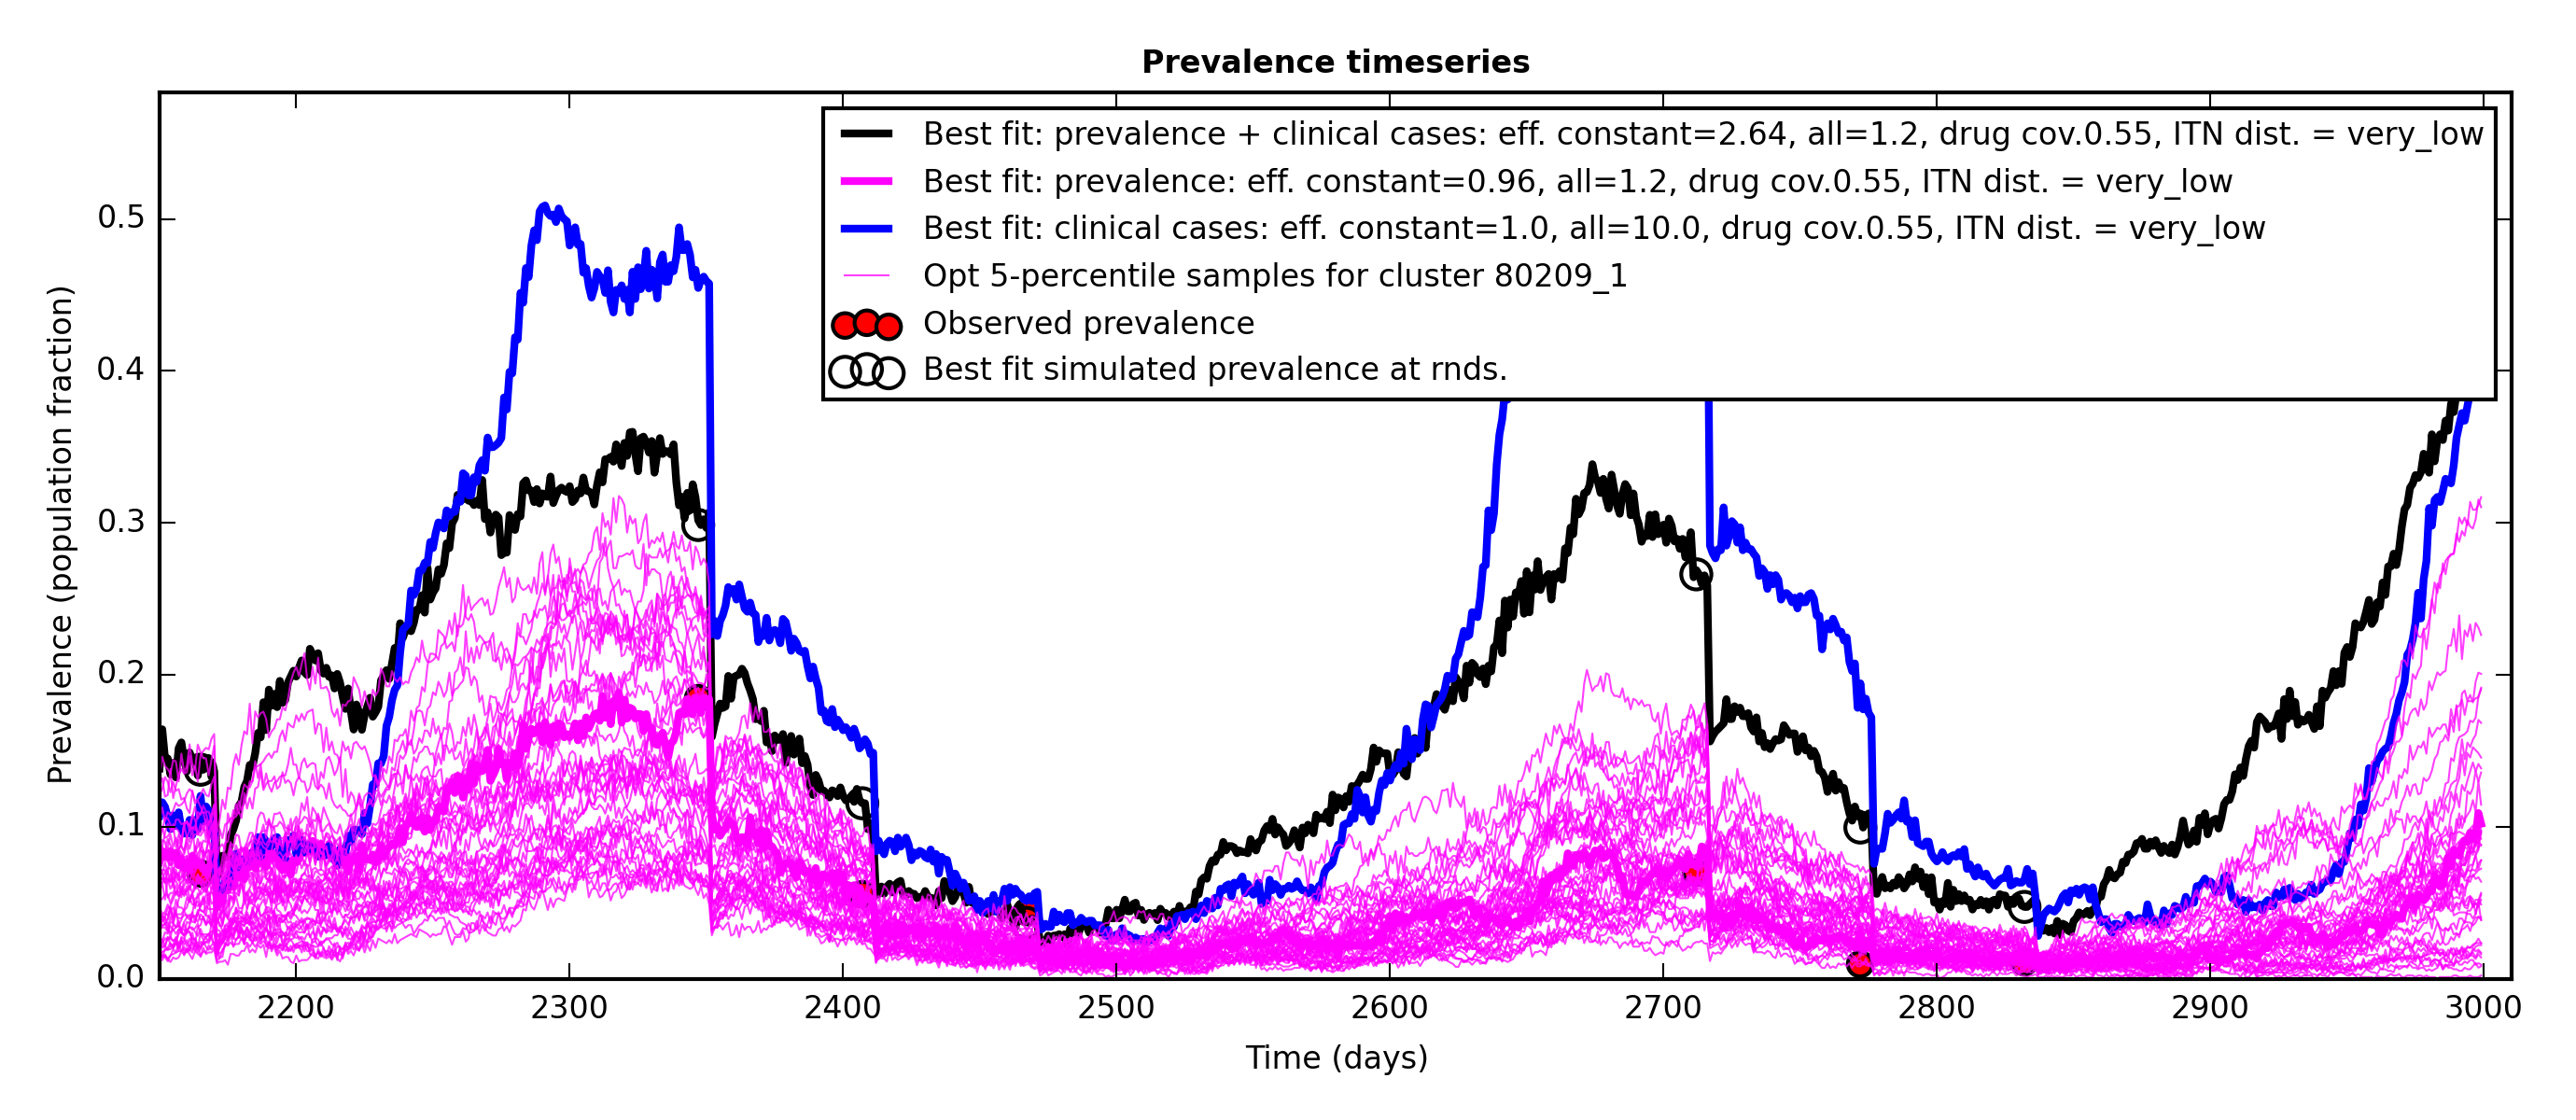 Prevalence timeseries
Best fit: prevalence + clinical cases: eff. constant=2.64, all=1.2, drug cov.0.55, ITN dist. = very_low
Best fit: prevalence: eff. constant=0.96, all=1.2, drug cov.0.55, ITN dist. = very_low
Best fit: clinical cases: eff. constant=1.0, all=10.0, drug cov.0.55, ITN dist. = very_low
Opt 5-percentile samples for cluster 80209_1
Observed prevalence
Best fit simulated prevalence at rnds.
Prevalence (population fraction)
0.5
0.4
0.3
0.2
0.1
0.0
2200 2300 2400 2500 2600 2700 2800 2900 3000
Time (days)